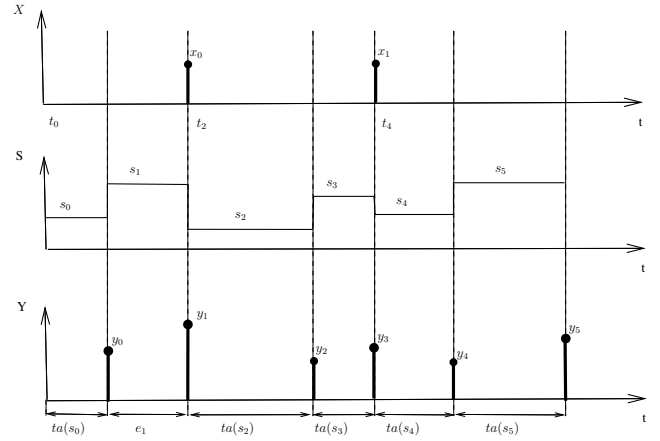 X
x₀ x₁
t₀ t₂ t₄ t
S
s₀ s₁ s₂ s₃ s₄ s₅
t
Y
y₀ y₁ y₂ y₃ y₄ y₅
t
ta(s₀) e₁ ta(s₂) ta(s₃) ta(s₄) ta(s₅)